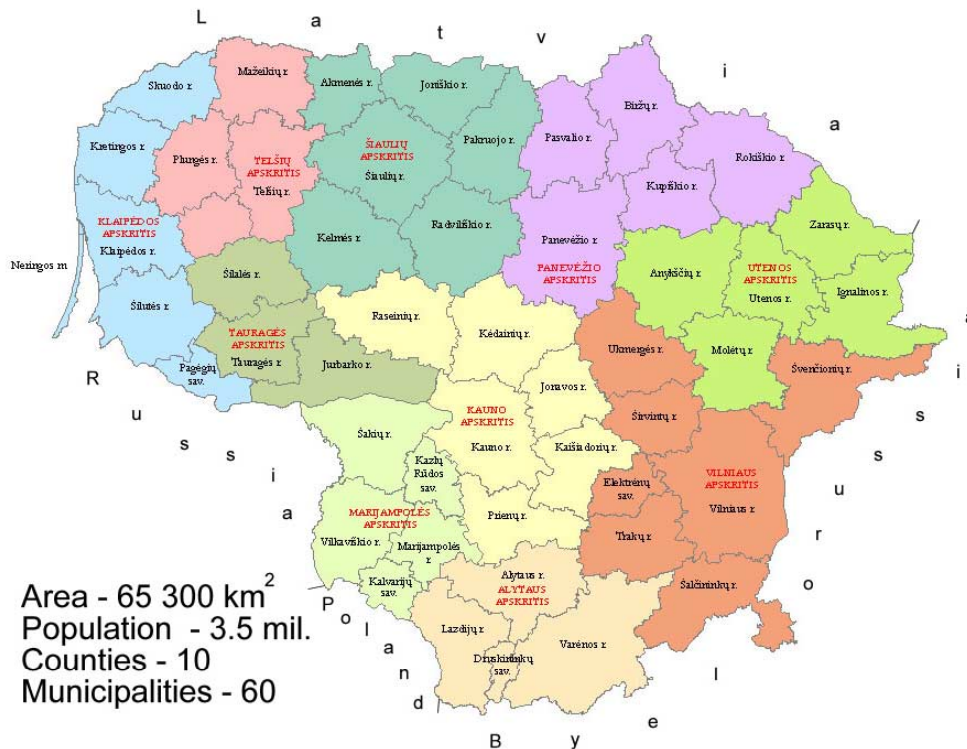 Latvia
Skuodo r.
Mažeikių r.
Akmenės r.
Joniškio r.
Biržų r.
Kretingos r
Plungės r.
TELŠIŲ
APSKRITIS
Telšių r.
ŠIAULIŲ
APSKRITIS
Šiaulių r.
Pakruojo r.
Pasvalio r.
Kupiškio r.
Rokiškio r.
KLAIPĖDOS
APSKRITIS
Klaipėdos r.
Kelmės r.
Radviliškio r.
Panevėžio r
PANEVĖŽIO
APSKRITIS
Zarasų r.
Neringos m
Šilutės r.
Šilalės r.
Anykščių r.
UTENOS
APSKRITIS
Utenos r.
Ignalinos r.
TAURAGĖS
APSKRITIS
Tauragės r
Raseinių r.
Kėdainių r.
Ukmergės r.
Molėtų r.
Švenčionių r.
Pagėgių
sav.
Jurbarko r.
Jonavos r.
Russia
Šakių r.
KAUNO
APSKRITIS
Kauno r.
Kaišiadorių r.
Širvintų r.
Kazlų
Rūdos
sav.
Elektrėnų
sav.
VILNIAUS
APSKRITIS
Vilniaus r
MARIJAMPOLĖS
APSKRITIS
Vilkaviškio r.
Marijampolės
r
Prienų r.
Trakų r
Kalvarijų
sav.
Alytaus r.
ALYTAUS
APSKRITIS
Šalčininkų r.
Lazdijų r.
Druskininkų
sav.
Varėnos r
Poland
Byelorussia
Area - 65 300 km²
Population - 3.5 mil.
Counties - 10
Municipalities - 60